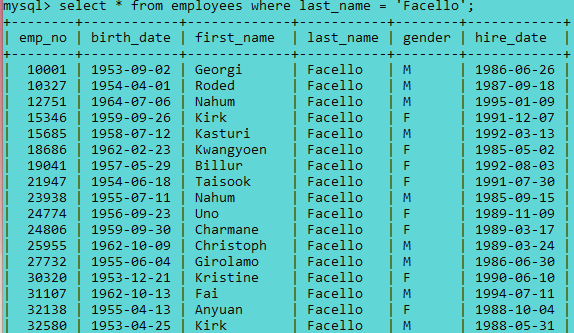 mysql> select * from employees where last_name = 'Facello';
+--------+------------+------------+-----------+--------+------------+
| emp_no | birth_date | first_name | last_name | gender | hire_date |
+--------+------------+------------+-----------+--------+------------+
| 10001 | 1953-09-02 | Georgi | Facello | M | 1986-06-26 |
| 10327 | 1954-04-01 | Roded | Facello | M | 1987-09-18 |
| 12751 | 1964-07-06 | Nahum | Facello | M | 1995-01-09 |
| 15346 | 1959-09-26 | Kirk | Facello | F | 1991-12-07 |
| 15685 | 1958-07-12 | Kasturi | Facello | M | 1992-03-13 |
| 18686 | 1962-02-23 | Kwangyoen | Facello | F | 1985-05-02 |
| 19041 | 1957-05-29 | Billur | Facello | F | 1992-08-03 |
| 21947 | 1954-06-18 | Taisook | Facello | F | 1991-07-30 |
| 23938 | 1955-07-11 | Nahum | Facello | M | 1985-09-15 |
| 24774 | 1956-09-23 | Uno | Facello | F | 1989-11-09 |
| 24806 | 1959-09-30 | Charmane | Facello | F | 1989-03-17 |
| 25955 | 1962-10-09 | Christoph | Facello | M | 1989-03-24 |
| 27732 | 1955-06-04 | Girolamo | Facello | M | 1986-06-30 |
| 30320 | 1953-12-21 | Kristine | Facello | F | 1990-06-10 |
| 31107 | 1962-10-13 | Fai | Facello | M | 1994-07-11 |
| 32138 | 1955-04-13 | Anyuan | Facello | F | 1988-10-04 |
| 32580 | 1953-04-25 | Kirk | Facello | M | 1988-05-31 |